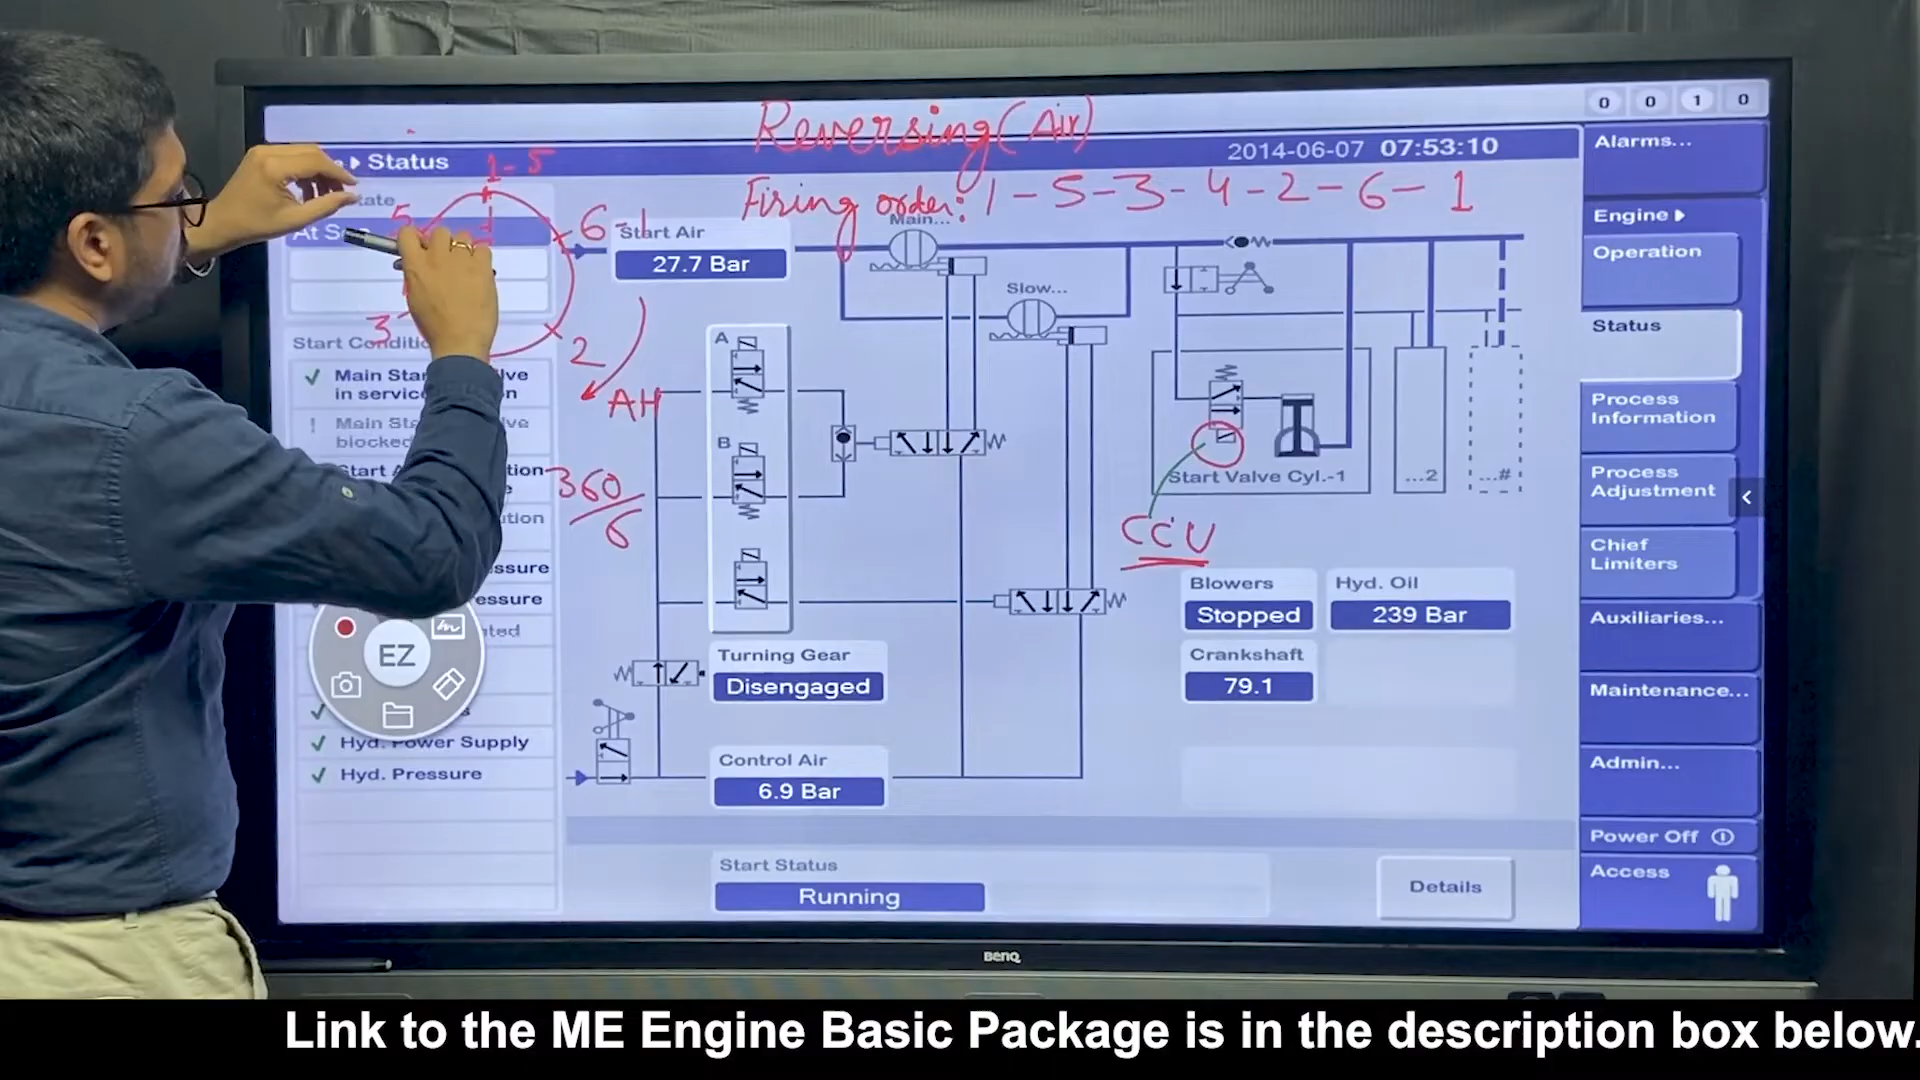 Reversing (Air)
0 0 1 0
Status
2014-06-07 07:53:10
Firing order: 1-5-3-4-2-6-1
1-5
5
6-1
3
2
AH
360/6
CCU
At
Start Air
27.7 Bar
Main...
Slow...
A
B
Start Valve Cyl.-1
...2
...#
Main
in service
Main
blocked
Start
EZ
Hyd. Power Supply
Hyd. Pressure
Turning Gear
Disengaged
Control Air
6.9 Bar
Blowers
Stopped
Hyd. Oil
239 Bar
Crankshaft
79.1
Start Status
Running
Details
Alarms...
Engine
Operation
Status
Process
Information
Process
Adjustment
Chief
Limiters
Auxiliaries...
Maintenance...
Admin...
Power Off
Access
BenQ
Link to the ME Engine Basic Package is in the description box below.